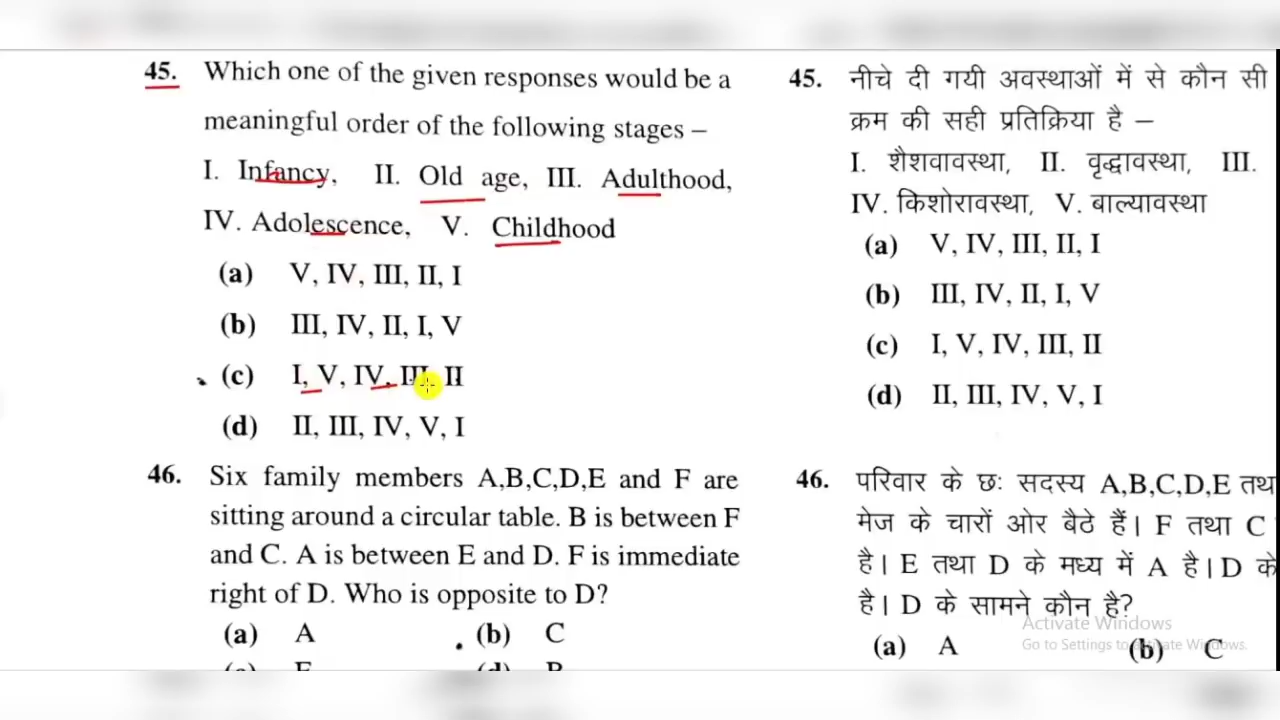 45. Which one of the given responses would be a
meaningful order of the following stages –
I. Infancy, II. Old age, III. Adulthood,
IV. Adolescence, V. Childhood
(a) V, IV, III, II, I
(b) III, IV, II, I, V
(c) I, V, IV, III, II
(d) II, III, IV, V, I
46. Six family members A,B,C,D,E and F are
sitting around a circular table. B is between F
and C. A is between E and D. F is immediate
right of D. Who is opposite to D?
(a) A (b) C
45. नीचे दी गयी अवस्थाओं में से कौन सी
क्रम की सही प्रतिक्रिया है –
I. शैशवावस्था, II. वृद्धावस्था, III.
IV. किशोरावस्था, V. बाल्यावस्था
(a) V, IV, III, II, I
(b) III, IV, II, I, V
(c) I, V, IV, III, II
(d) II, III, IV, V, I
46. परिवार के छः सदस्य A,B,C,D,E तथा
मेज के चारों ओर बैठे हैं। F तथा C
है। E तथा D के मध्य में A है। D के
है। D के सामने कौन है?
(a) A (b) C
Activate Windows
Go to Settings to Activate Windows.